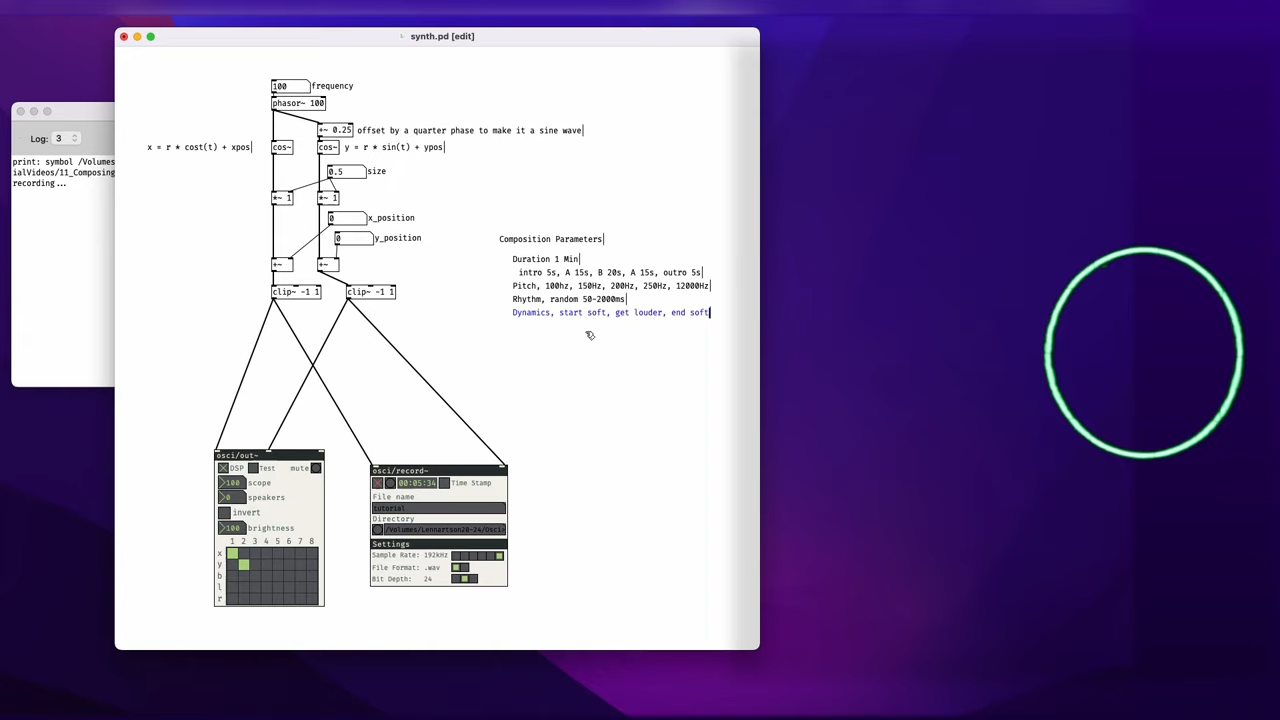 synth.pd [edit]
Log: 3
print: symbol /Volumes
ialVideos/11_Composing
recording...
100 frequency
phasor~ 100
+~ 0.25 offset by a quarter phase to make it a sine wave
x = r * cost(t) + xpos cos~ cos~ y = r * sin(t) + ypos
0.5 size
*~ 1 *~ 1
0 x_position
0 y_position
+~ +~
clip~ -1 1 clip~ -1 1
Composition Parameters
Duration 1 Min
intro 5s, A 15s, B 20s, A 15s, outro 5s
Pitch, 100hz, 150Hz, 200Hz, 250Hz, 12000Hz
Rhythm, random 50-2000ms
Dynamics, start soft, get louder, end soft
osci/out~
DSP Test mute
100 scope
0 speakers
invert
100 brightness
1 2 3 4 5 6 7 8
x
y
b
l
r
osci/record~
00:05:34 Time Stamp
File name
tutorial
Directory
/Volumes/Lennartson20-24/Osci
Settings
Sample Rate: 192kHz
File Format: .wav
Bit Depth: 24